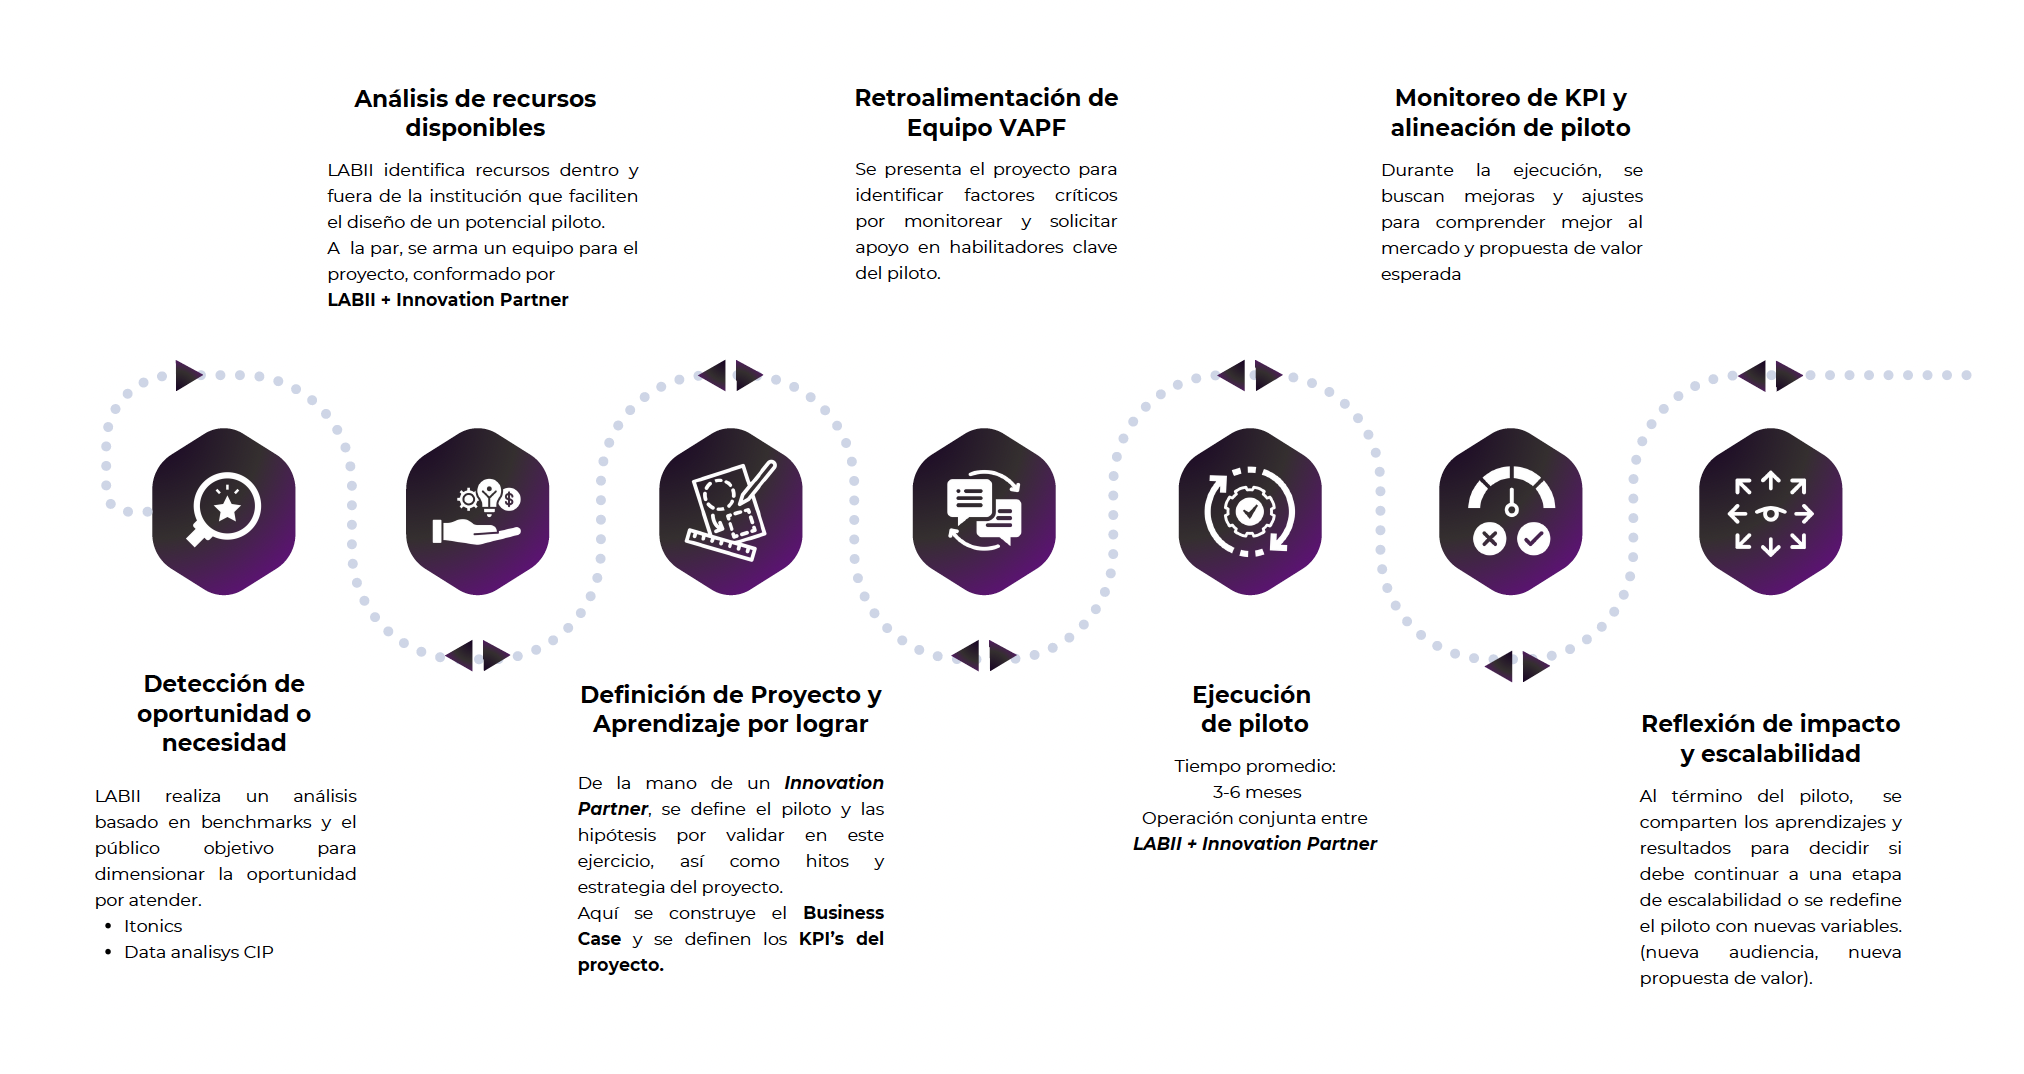 Análisis de recursos
disponibles
LABII identifica recursos dentro y
fuera de la institución que faciliten
el diseño de un potencial piloto.
A la par, se arma un equipo para el
proyecto, conformado por
LABII + Innovation Partner
Retroalimentación de
Equipo VAPF
Se presenta el proyecto para
identificar factores críticos
por monitorear y solicitar
apoyo en habilitadores clave
del piloto.
Monitoreo de KPI y
alineación de piloto
Durante la ejecución, se
buscan mejoras y ajustes
para comprender mejor al
mercado y propuesta de valor
esperada
$
Detección de
oportunidad o
necesidad
LABII realiza un análisis
basado en benchmarks y el
público objetivo para
dimensionar la oportunidad
por atender.
• Itonics
• Data analisys CIP
Definición de Proyecto y
Aprendizaje por lograr
De la mano de un Innovation
Partner, se define el piloto y las
hipótesis por validar en este
ejercicio, así como hitos y
estrategia del proyecto.
Aquí se construye el Business
Case y se definen los KPI’s del
proyecto.
Ejecución
de piloto
Tiempo promedio:
3-6 meses
Operación conjunta entre
LABII + Innovation Partner
Reflexión de impacto
y escalabilidad
Al término del piloto, se
comparten los aprendizajes y
resultados para decidir si
debe continuar a una etapa
de escalabilidad o se redefine
el piloto con nuevas variables.
(nueva audiencia, nueva
propuesta de valor).